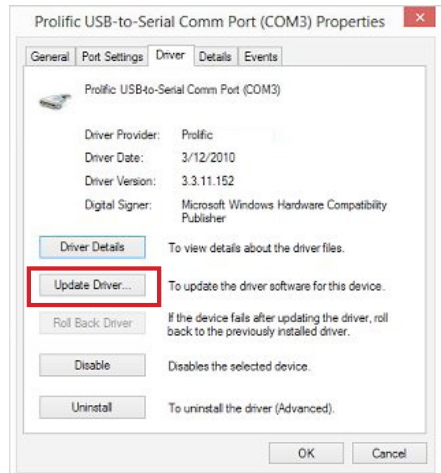 Prolific USB-to-Serial Comm Port (COM3) Properties
General Port Settings Driver Details Events
Prolific USB-to-Serial Comm Port (COM3)
Driver Provider: Prolific
Driver Date: 3/12/2010
Driver Version: 3.3.11.152
Digital Signer: Microsoft Windows Hardware Compatibility
Publisher
Driver Details To view details about the driver files.
Update Driver... To update the driver software for this device.
Roll Back Driver If the device fails after updating the driver, roll
back to the previously installed driver.
Disable Disables the selected device.
Uninstall To uninstall the driver (Advanced).
OK Cancel